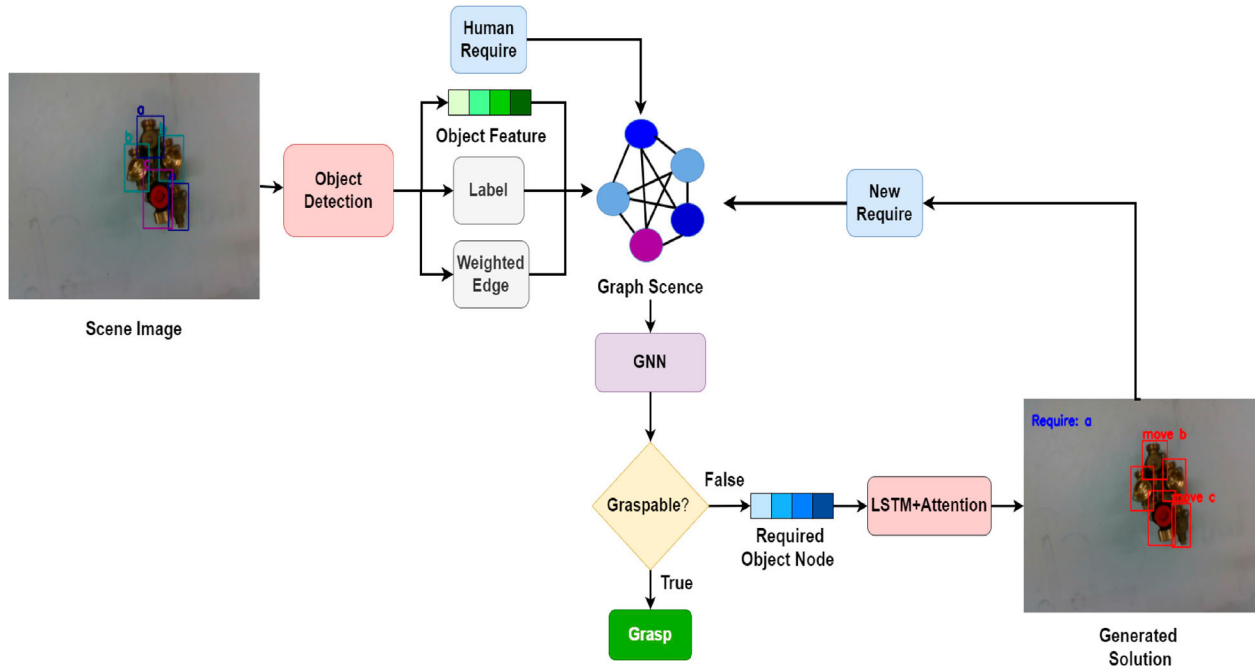 Human
Require
a
b
Object Feature
Object
Detection
Label
Weighted
Edge
New
Require
Scene Image
Graph Scence
GNN
Graspable?
False
True
Required
Object Node
LSTM+Attention
Require: a
move b
move c
Grasp
Generated
Solution